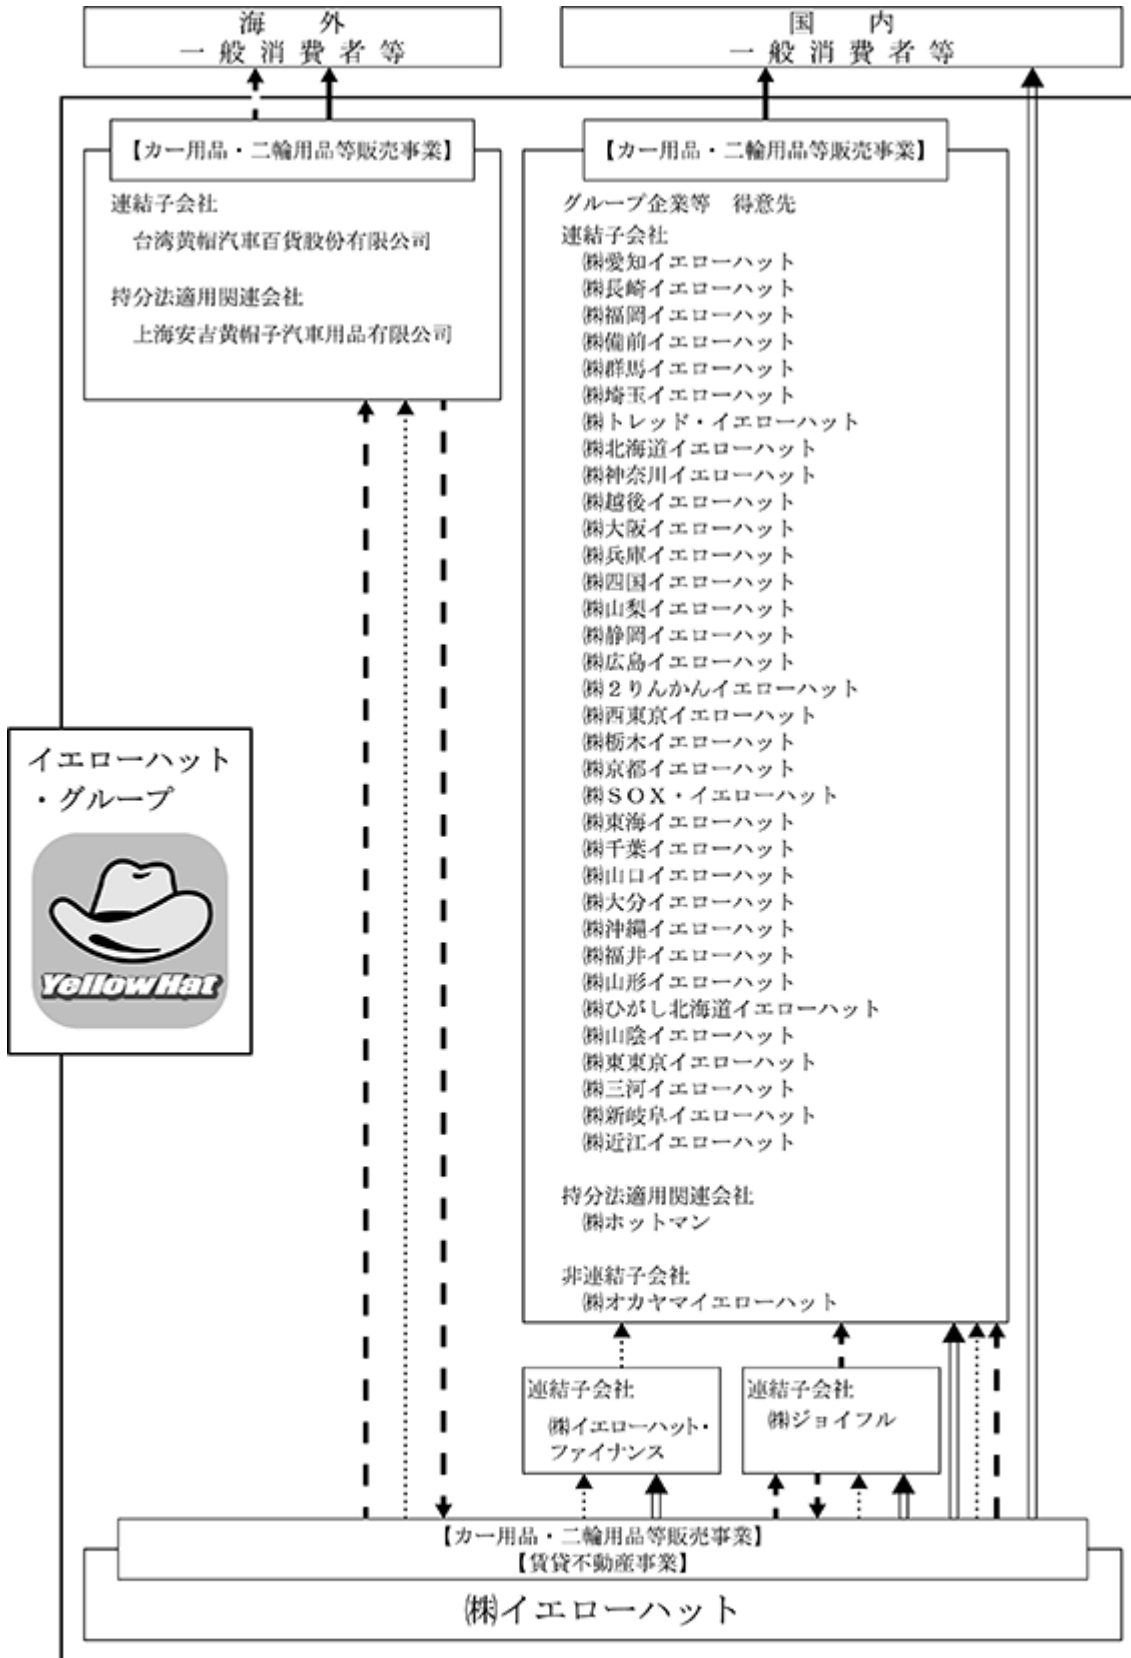 海　外
一般消費者等
国　内
一般消費者等
【カー用品・二輪用品等販売事業】
連結子会社
台湾黄帽汽車百貨股份有限公司
持分法適用関連会社
上海安吉黄帽子汽車用品有限公司
【カー用品・二輪用品等販売事業】
グループ企業等　得意先
連結子会社
㈱愛知イエローハット
㈱長崎イエローハット
㈱福岡イエローハット
㈱備前イエローハット
㈱群馬イエローハット
㈱埼玉イエローハット
㈱トレッド・イエローハット
㈱北海道イエローハット
㈱神奈川イエローハット
㈱越後イエローハット
㈱大阪イエローハット
㈱兵庫イエローハット
㈱四国イエローハット
㈱山梨イエローハット
㈱静岡イエローハット
㈱広島イエローハット
㈱２りんかんイエローハット
㈱西東京イエローハット
㈱栃木イエローハット
㈱京都イエローハット
㈱ＳＯＸ・イエローハット
㈱東海イエローハット
㈱千葉イエローハット
㈱山口イエローハット
㈱大分イエローハット
㈱沖縄イエローハット
㈱福井イエローハット
㈱山形イエローハット
㈱ひがし北海道イエローハット
㈱山陰イエローハット
㈱東東京イエローハット
㈱三河イエローハット
㈱新岐阜イエローハット
㈱近江イエローハット
持分法適用関連会社
㈱ホットマン
非連結子会社
㈱オカヤマイエローハット
イエローハット
・グループ
YellowHat
連結子会社
㈱イエローハット・
ファイナンス
連結子会社
㈱ジョイフル
【カー用品・二輪用品等販売事業】
【賃貸不動産事業】
㈱イエローハット